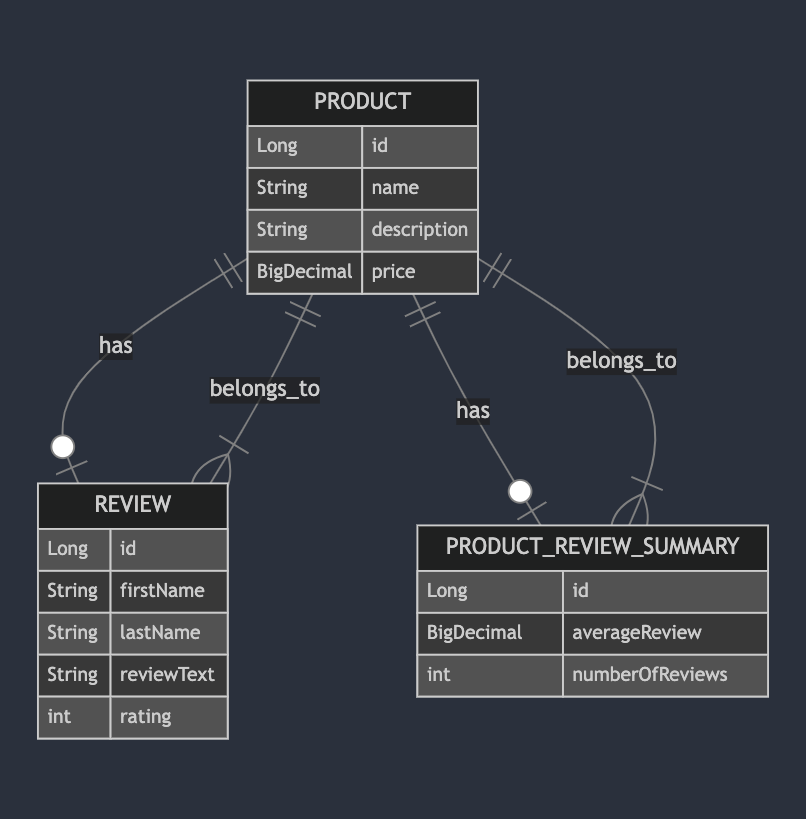 PRODUCT
Long id
String name
String description
BigDecimal price
has
belongs_to
has
belongs_to
REVIEW
Long id
String firstName
String lastName
String reviewText
int rating
PRODUCT_REVIEW_SUMMARY
Long id
BigDecimal averageReview
int numberOfReviews